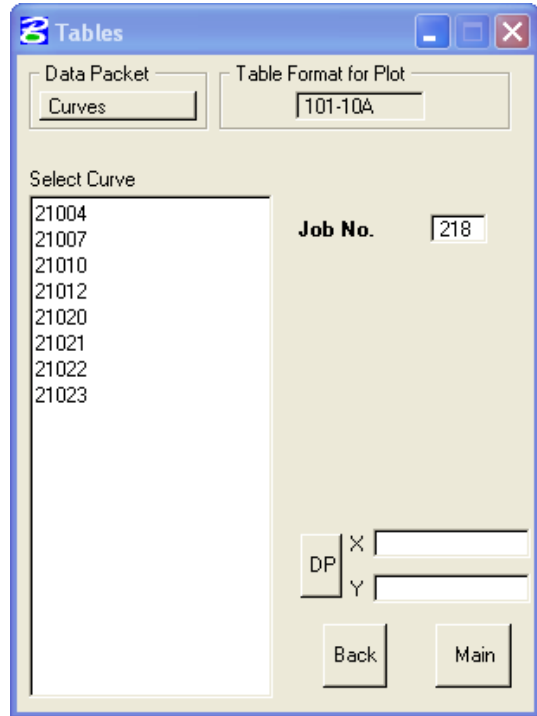 Tables
Data Packet
Table Format for Plot
Curves
101-10A
Select Curve
21004
21007
21010
21012
21020
21021
21022
21023
Job No. 218
DP
X
Y
Back
Main